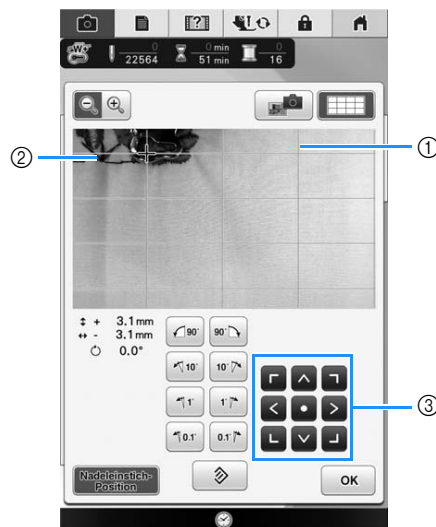 W+
0 0 min 0
22564 51 min 16
①
②
+ 3.1 mm
- 3.1 mm
0.0°
90° 90°
10° 10°
1° 1°
0.1° 0.1°
③
Nadeleinstich-
Position
OK